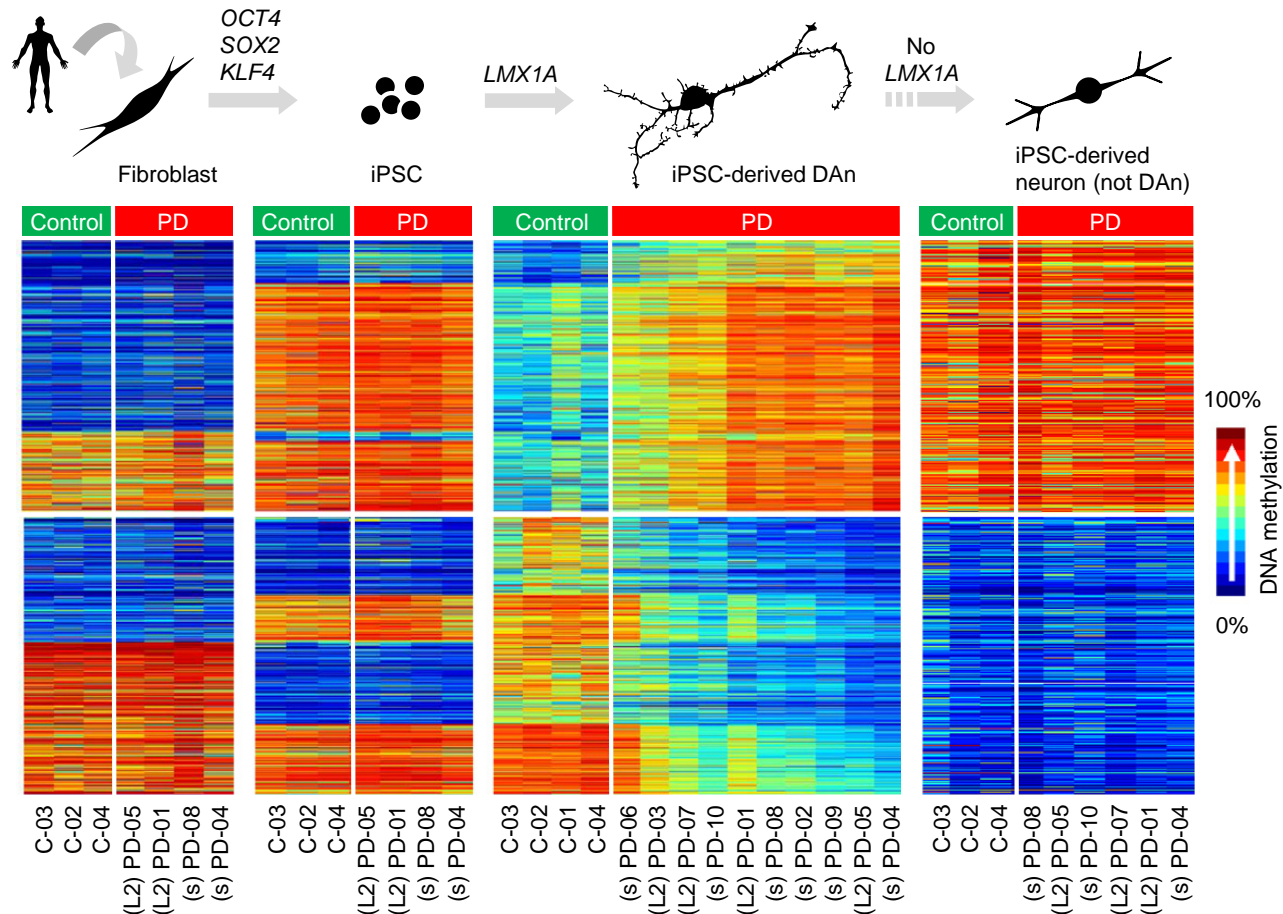 OCT4
SOX2
KLF4
LMX1A
No
LMX1A
Fibroblast
iPSC
iPSC-derived DAn
iPSC-derived
neuron (not DAn)
Control
PD
Control
PD
Control
PD
Control
PD
100%
0%
DNA methylation
C-03
C-02
C-04
(L2) PD-05
(L2) PD-01
(s) PD-08
(s) PD-04
C-03
C-02
C-04
(L2) PD-05
(L2) PD-01
(s) PD-08
(s) PD-04
C-03
C-02
C-01
C-04
(s) PD-06
(L2) PD-03
(L2) PD-07
(s) PD-10
(L2) PD-01
(s) PD-08
(s) PD-02
(s) PD-09
(L2) PD-05
(s) PD-04
C-03
C-02
C-04
(s) PD-08
(L2) PD-05
(s) PD-10
(L2) PD-07
(L2) PD-01
(s) PD-04